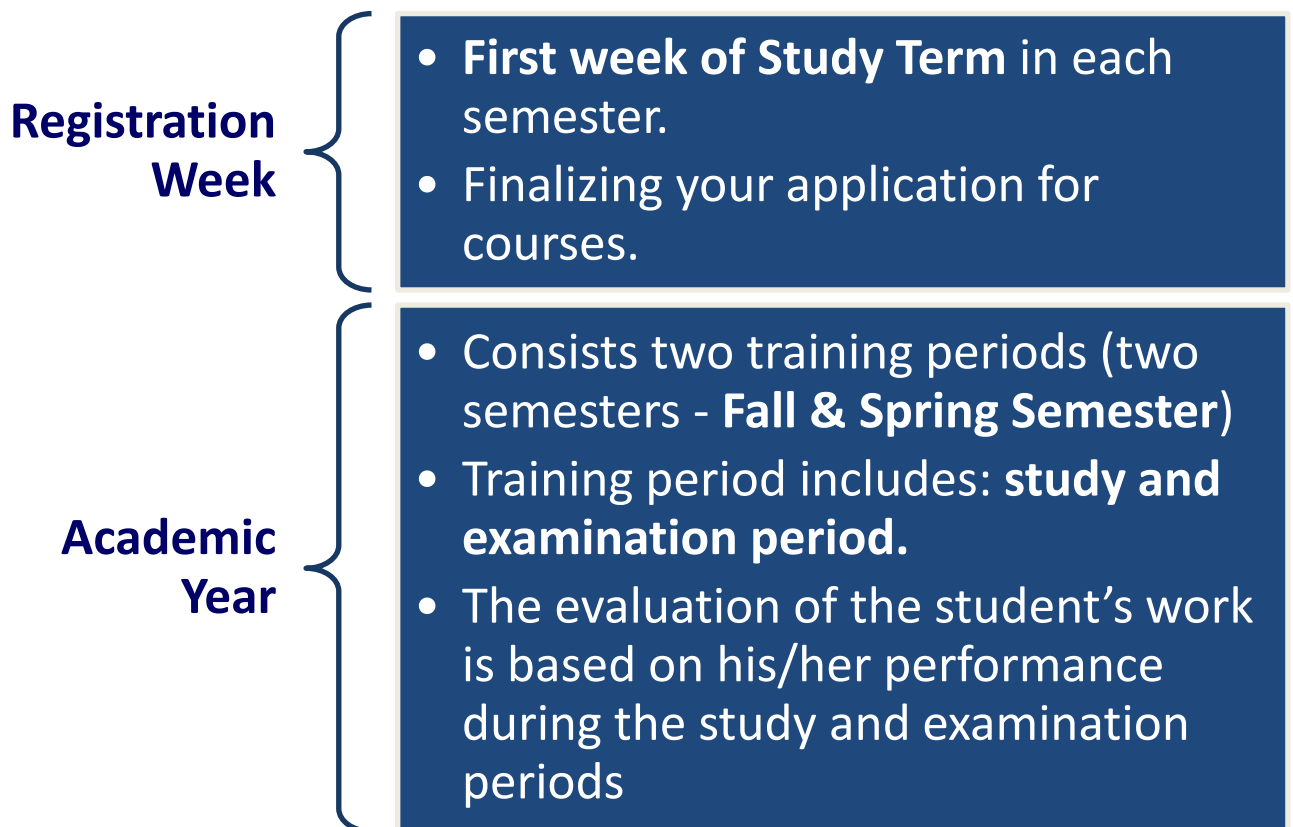 Registration
Week
• First week of Study Term in each
semester.
• Finalizing your application for
courses.
Academic
Year
• Consists two training periods (two
semesters - Fall & Spring Semester)
• Training period includes: study and
examination period.
• The evaluation of the student’s work
is based on his/her performance
during the study and examination
periods